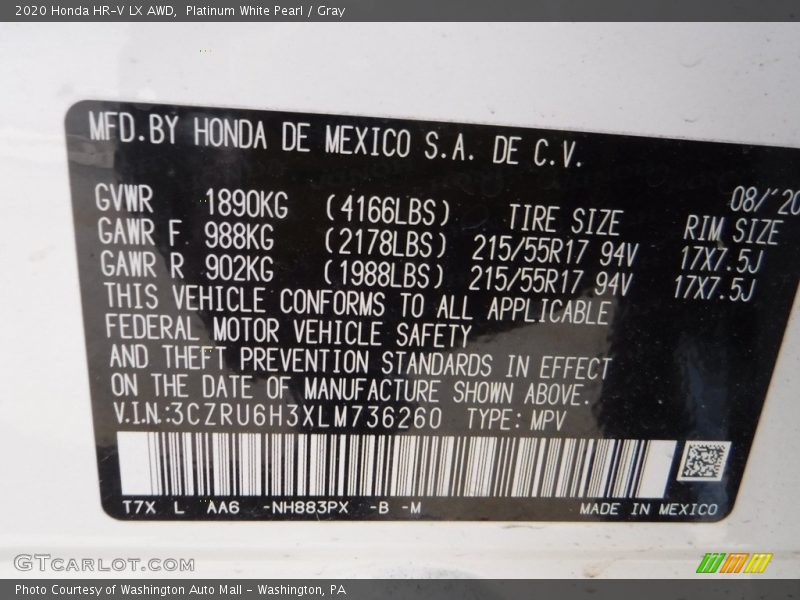 2020 Honda HR-V LX AWD,  Platinum White Pearl / Gray
MFD.BY HONDA DE MEXICO S.A. DE C.V.
08/'20
GVWR 1890KG (4166LBS) TIRE SIZE RIM SIZE
GAWR F 988KG (2178LBS) 215/55R17 94V 17X7.5J
GAWR R 902KG (1988LBS) 215/55R17 94V 17X7.5J
THIS VEHICLE CONFORMS TO ALL APPLICABLE
FEDERAL MOTOR VEHICLE SAFETY
AND THEFT PREVENTION STANDARDS IN EFFECT
ON THE DATE OF MANUFACTURE SHOWN ABOVE.
V.I.N.:3CZRU6H3XLM736260 TYPE: MPV
T7X L AA6 -NH883PX -B -M MADE IN MEXICO
GTCARLOT.COM
Photo Courtesy of Washington Auto Mall - Washington, PA